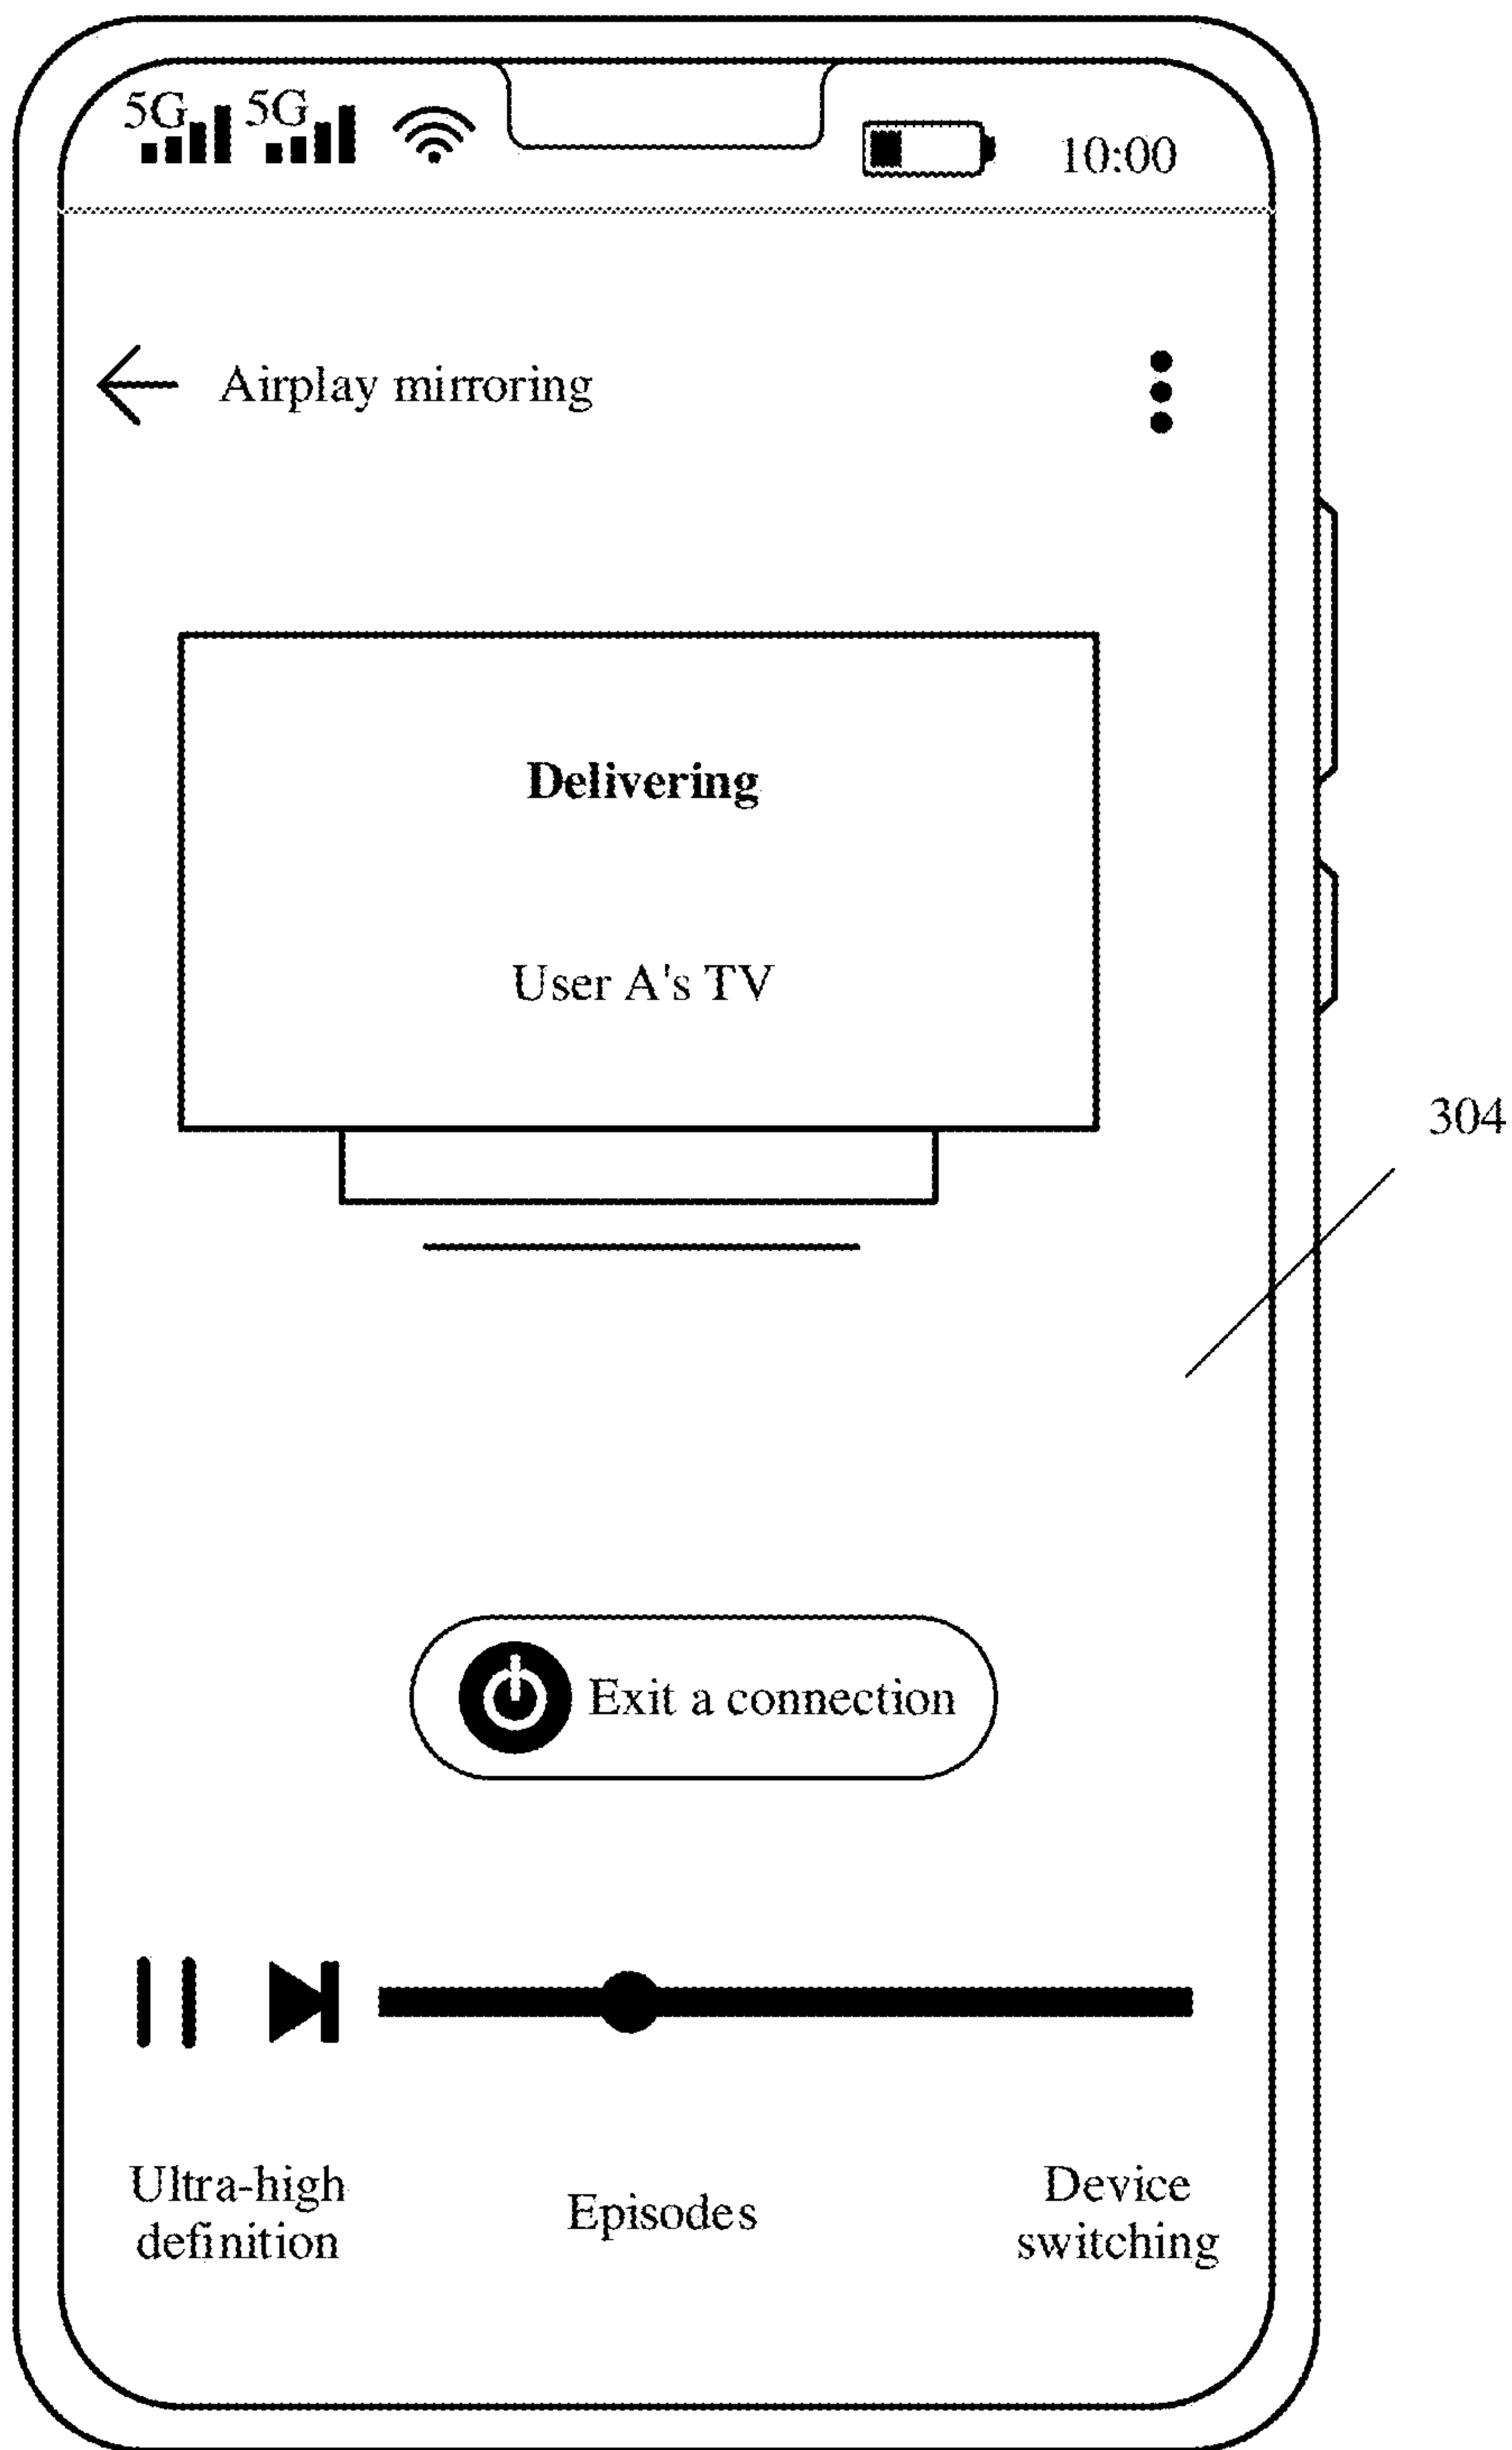 5G 5G 10:00
Airplay mirroring
Delivering
User A's TV
304
Exit a connection
Ultra-high
definition
Episodes
Device
switching